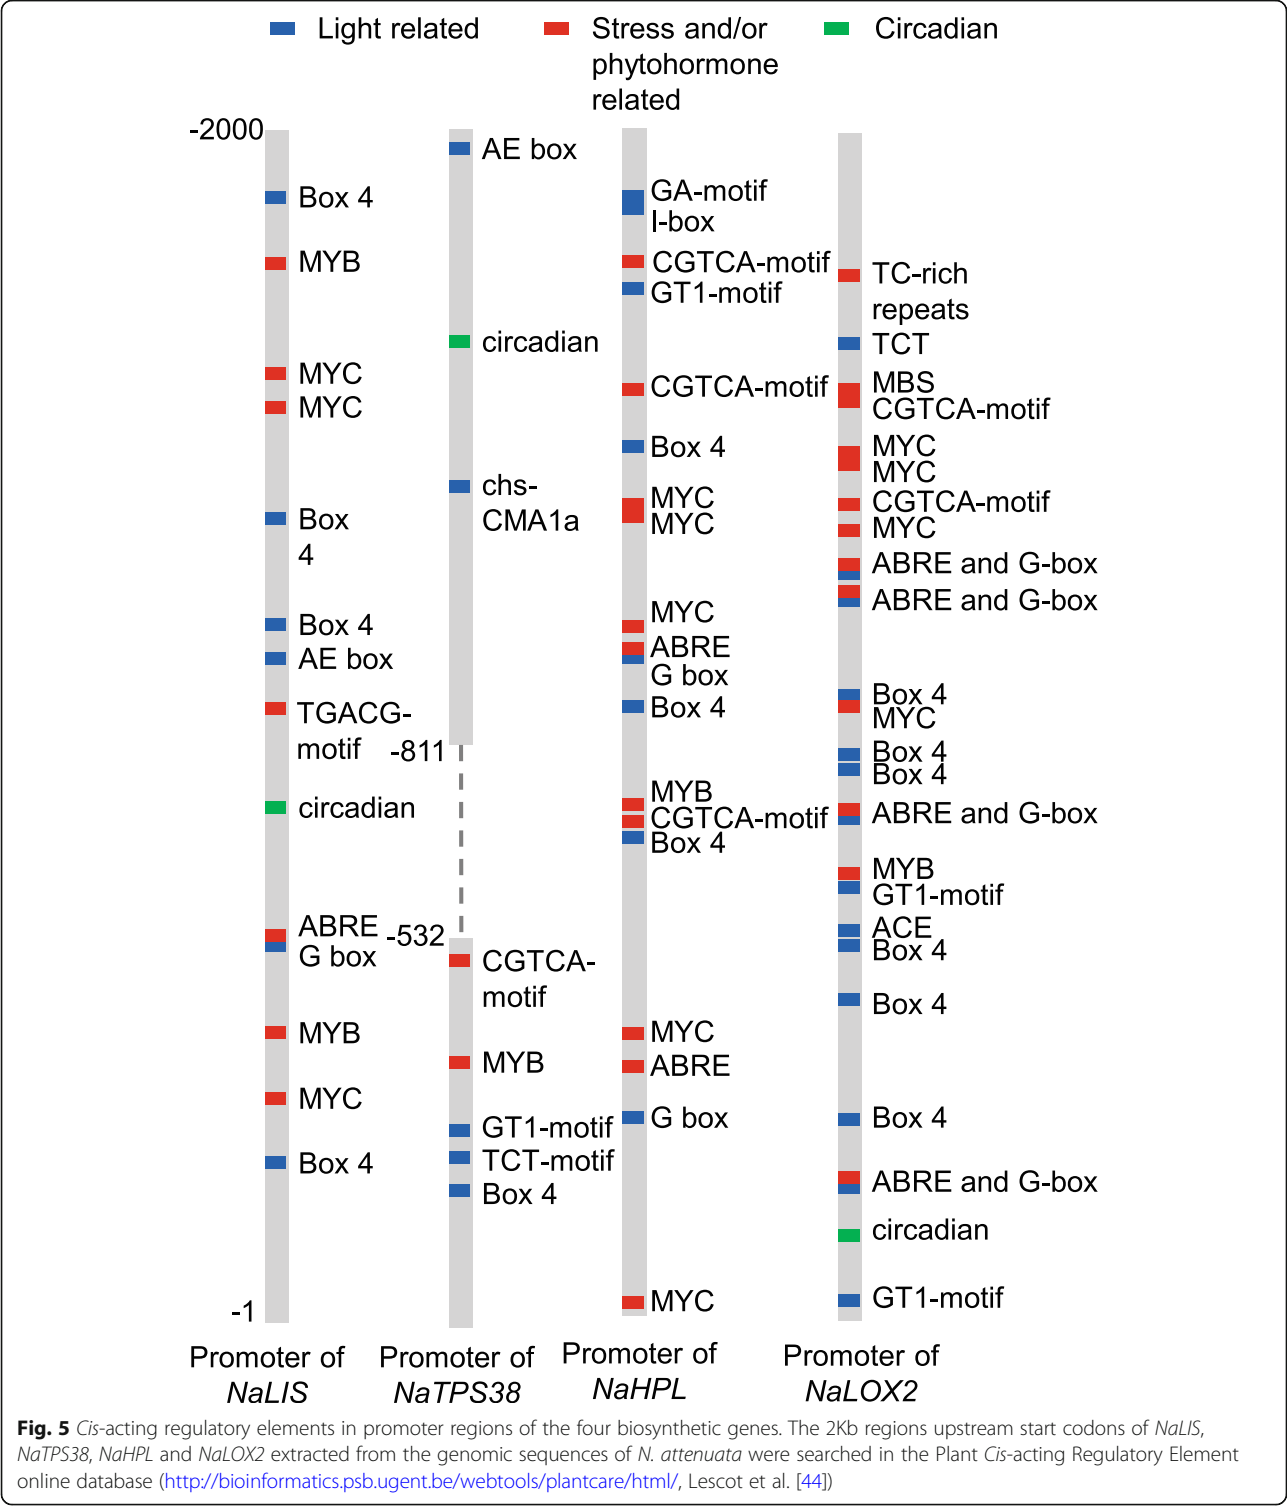 Light related
Stress and/or
phytohormone
related
Circadian
-2000
Box 4
MYB
MYC
MYC
Box
4
Box 4
AE box
TGACG-
motif
circadian
ABRE
G box
MYB
MYC
Box 4
-1
Promoter of
NaLIS
AE box
circadian
chs-
CMA1a
-811
-532
CGTCA-
motif
MYB
GT1-motif
TCT-motif
Box 4
Promoter of
NaTPS38
GA-motif
I-box
CGTCA-motif
GT1-motif
CGTCA-motif
Box 4
MYC
MYC
MYC
ABRE
G box
Box 4
MYB
CGTCA-motif
Box 4
MYC
ABRE
G box
MYC
Promoter of
NaHPL
TC-rich
repeats
TCT
MBS
CGTCA-motif
MYC
MYC
CGTCA-motif
MYC
ABRE and G-box
ABRE and G-box
Box 4
MYC
Box 4
Box 4
ABRE and G-box
MYB
GT1-motif
ACE
Box 4
Box 4
Box 4
ABRE and G-box
circadian
GT1-motif
Promoter of
NaLOX2
Fig. 5 Cis-acting regulatory elements in promoter regions of the four biosynthetic genes. The 2Kb regions upstream start codons of NaLIS,
NaTPS38, NaHPL and NaLOX2 extracted from the genomic sequences of N. attenuata were searched in the Plant Cis-acting Regulatory Element
online database (http://bioinformatics.psb.ugent.be/webtools/plantcare/html/, Lescot et al. [44])